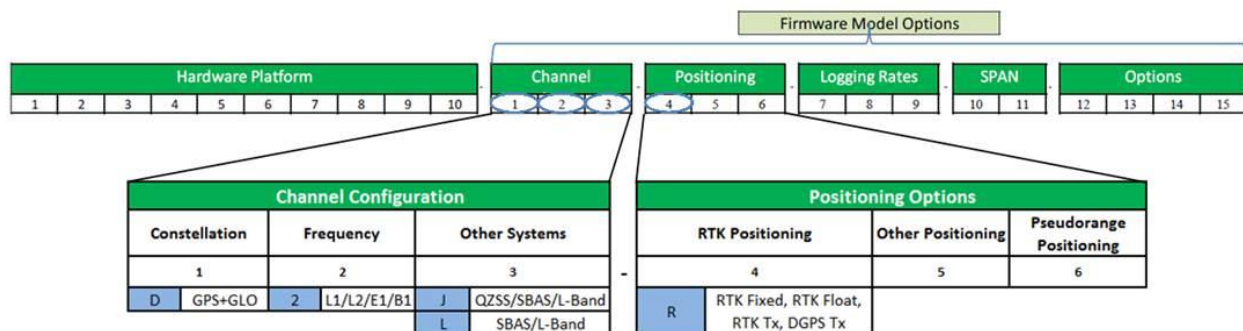 Firmware Model Options
Hardware Platform - Channel - Positioning - Logging Rates - SPAN - Options
1 2 3 4 5 6 7 8 9 10 1 2 3 4 5 6 7 8 9 10 11 12 13 14 15
Channel Configuration
Constellation Frequency Other Systems
1 2 3
D GPS+GLO 2 L1/L2/E1/B1 J QZSS/SBAS/L-Band
L SBAS/L-Band
-
Positioning Options
RTK Positioning Other Positioning Pseudorange
Positioning
4 5 6
R RTK Fixed, RTK Float,
RTK Tx, DGPS Tx